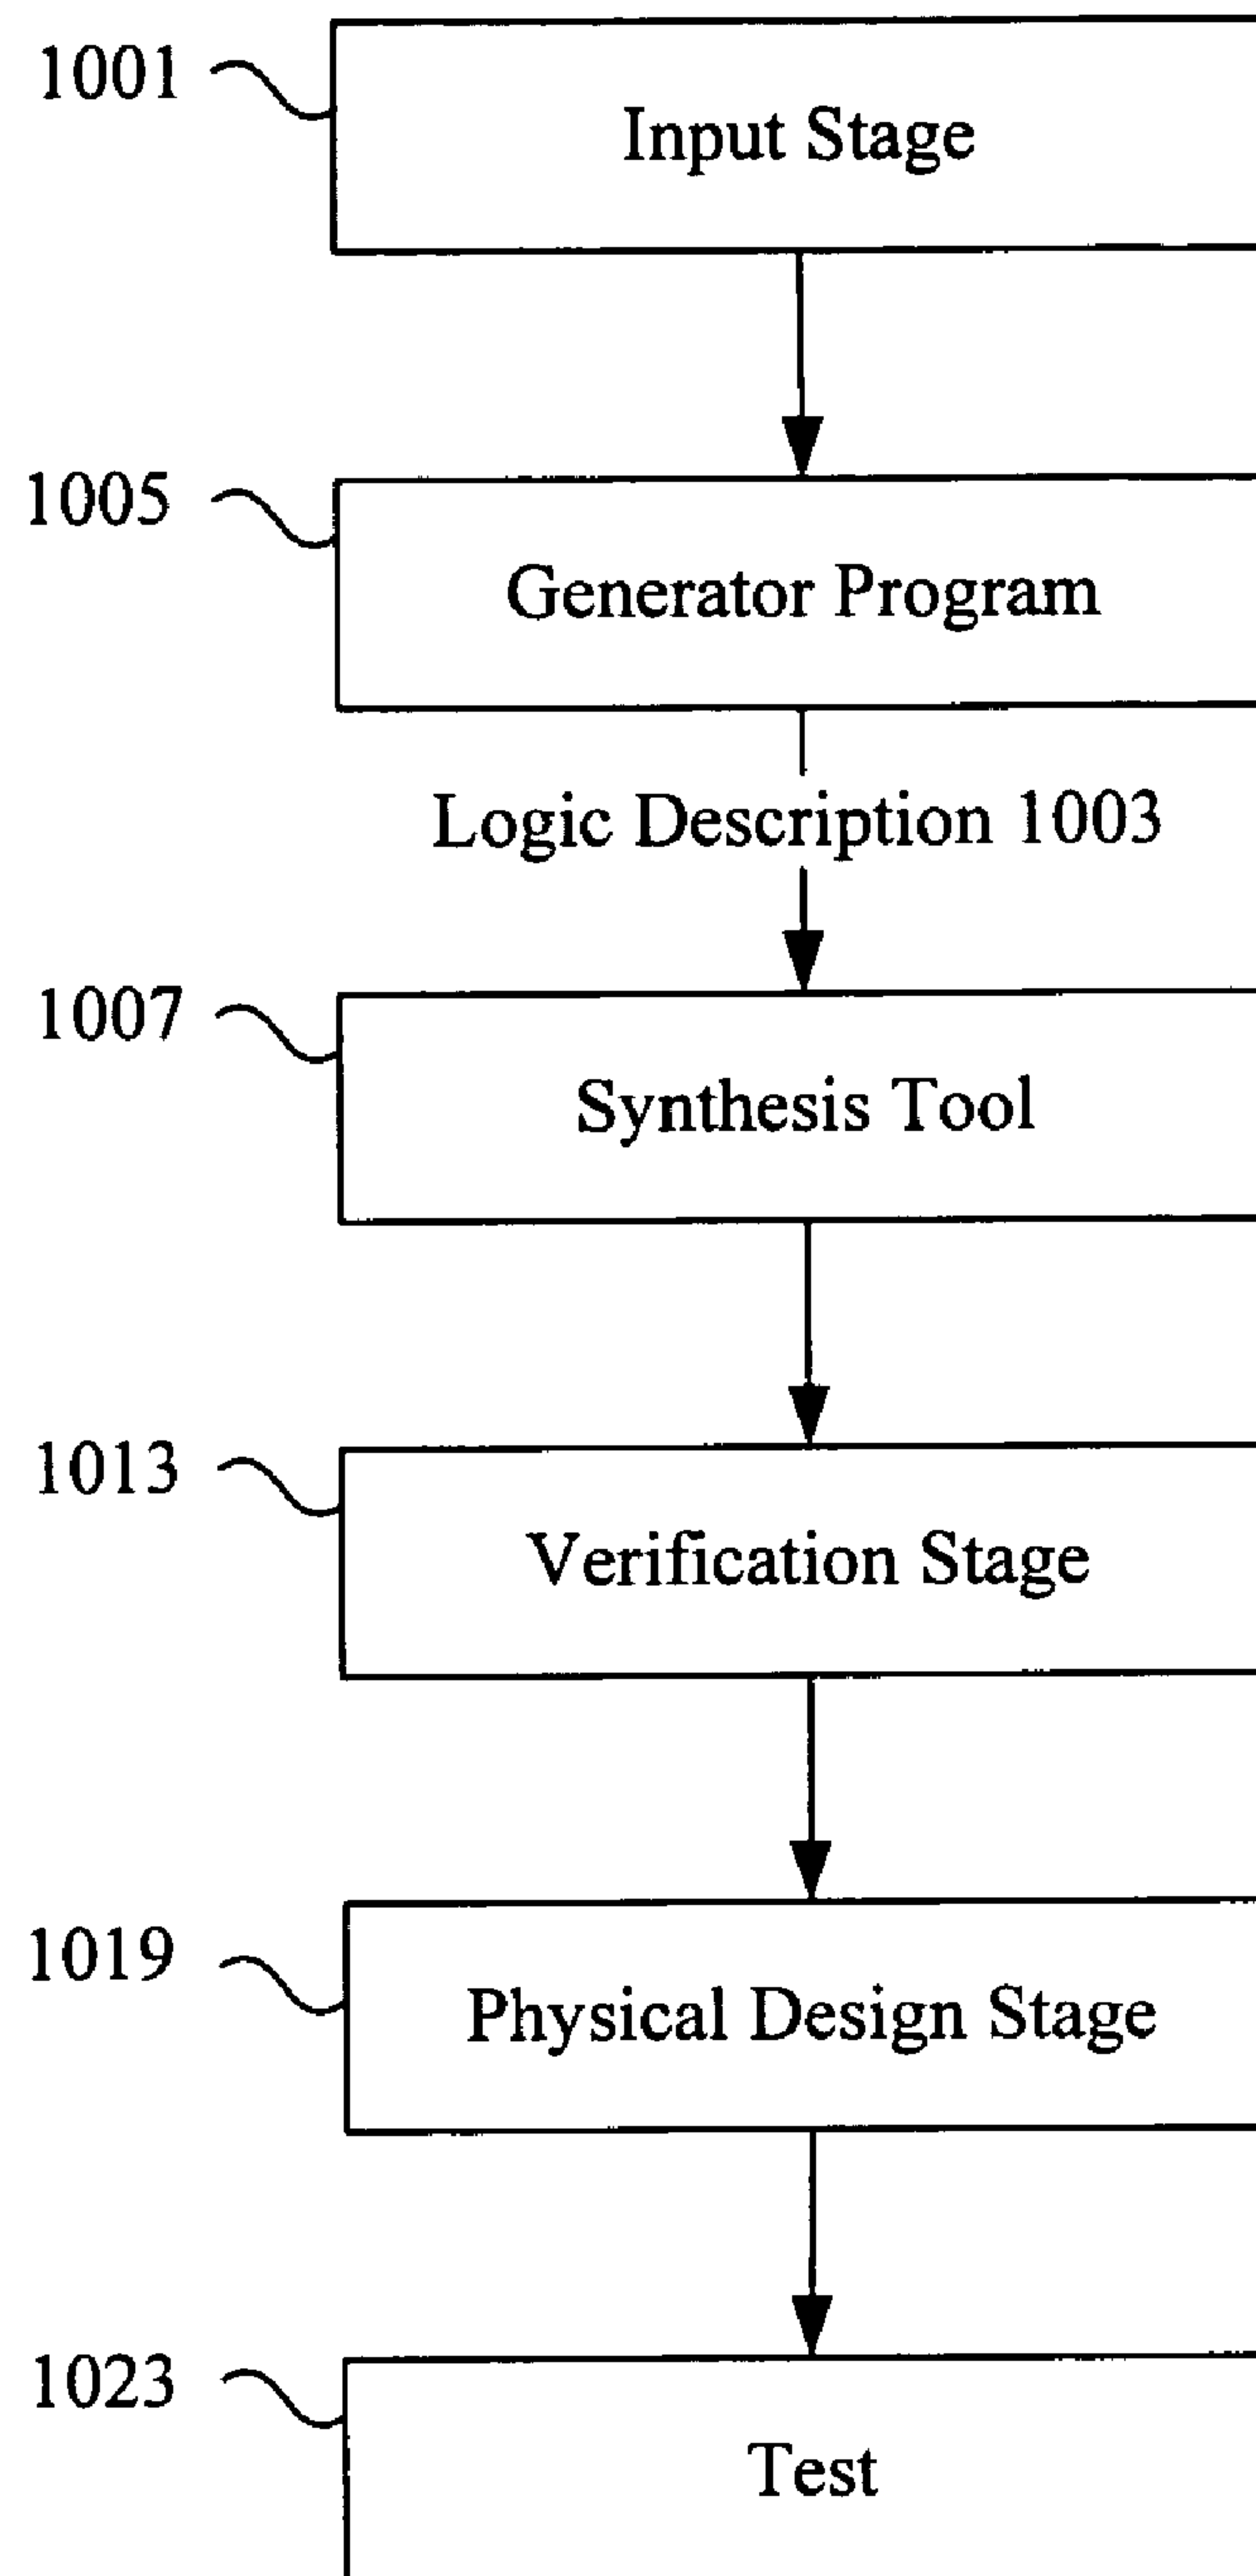 1001
Input Stage
1005
Generator Program
Logic Description 1003
1007
Synthesis Tool
1013
Verification Stage
1019
Physical Design Stage
1023
Test